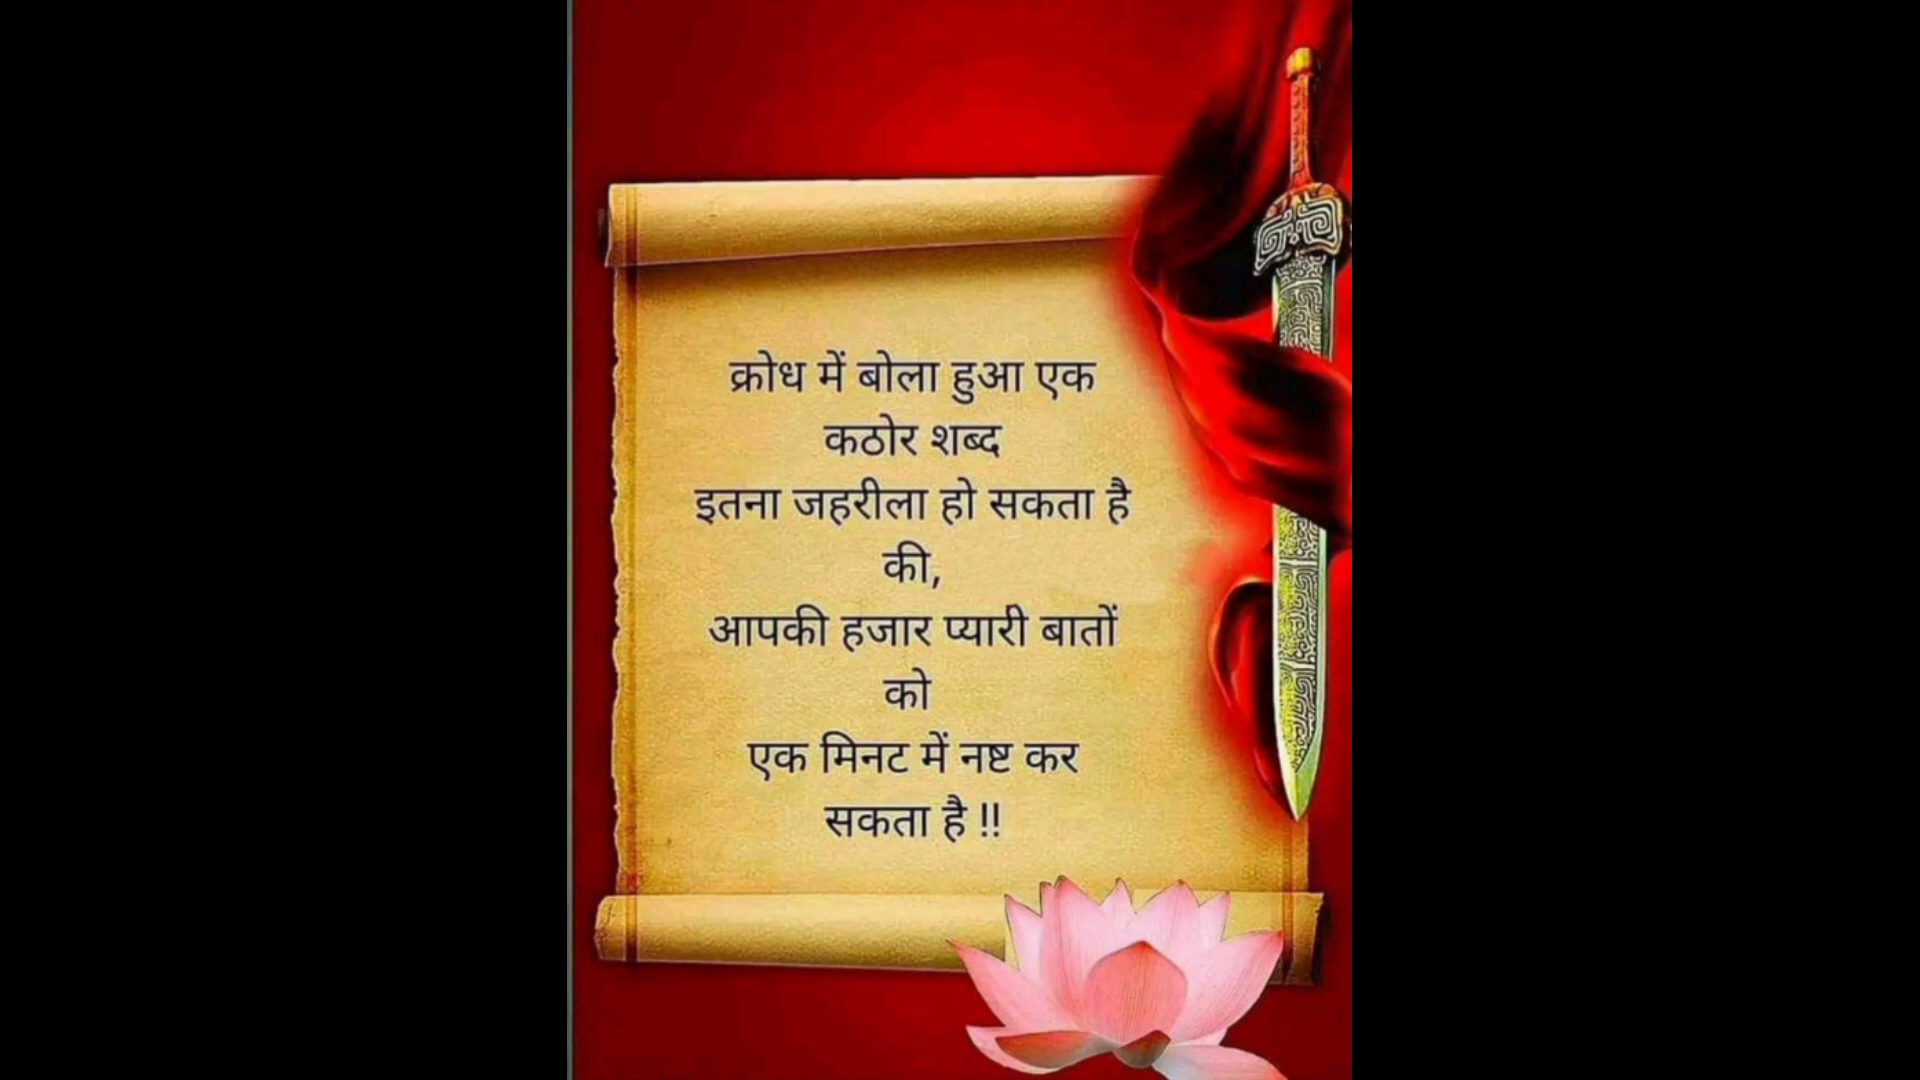 क्रोध में बोला हुआ एक
कठोर शब्द
इतना जहरीला हो सकता है
की,
आपकी हजार प्यारी बातों
को
एक मिनट में नष्ट कर
सकता है !!